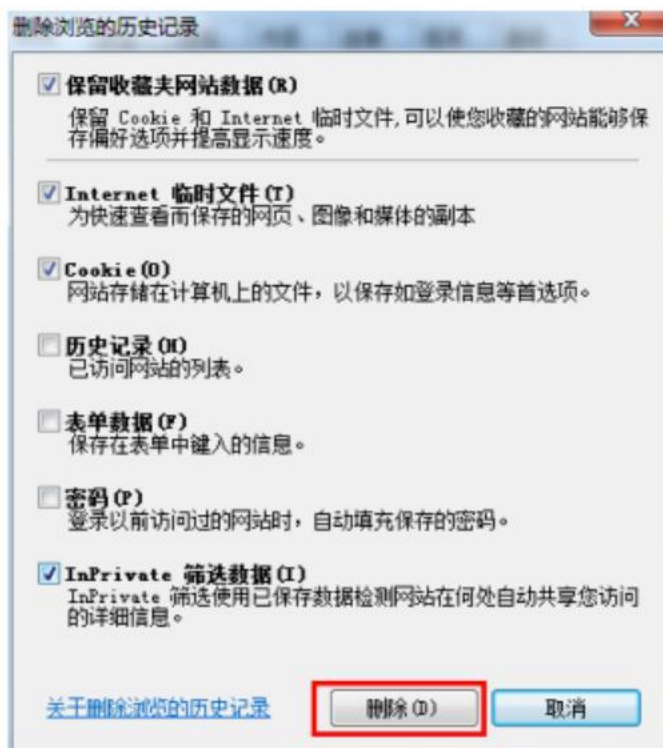 删除浏览的历史记录
保留收藏夹网站数据(R)
保留 Cookie 和 Internet 临时文件,可以使您收藏的网站能够保
存偏好选项并提高显示速度。
Internet 临时文件(T)
为快速查看而保存的网页、图像和媒体的副本
Cookie(O)
网站存储在计算机上的文件，以保存如登录信息等首选项。
历史记录(H)
已访问网站的列表。
表单数据(F)
保存在表单中键入的信息。
密码(P)
登录以前访问过的网站时，自动填充保存的密码。
InPrivate 筛选数据(I)
InPrivate 筛选使用已保存数据检测网站在何处自动共享您访问
的详细信息。
关于删除浏览的历史记录
删除(D)
取消